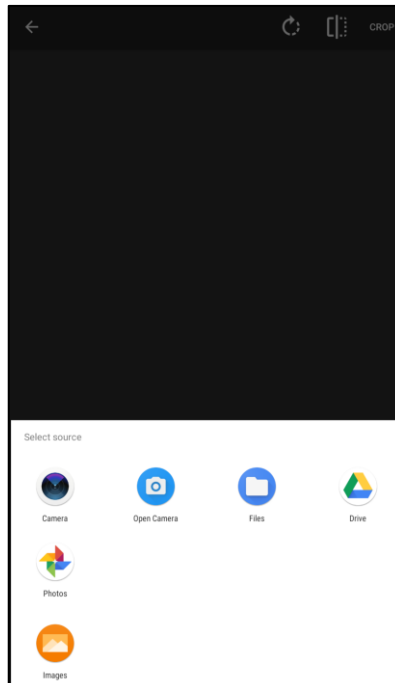 CROP
Select source
Camera
Open Camera
Files
Drive
Photos
Images